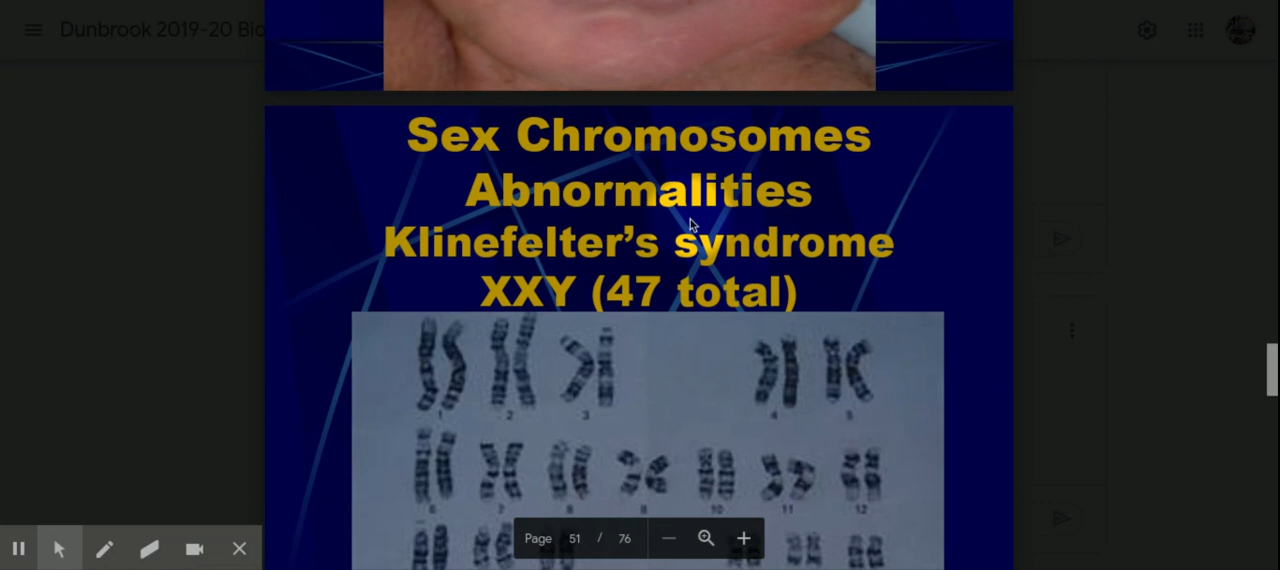 Dunbrook 2019-20 Bio
Sex Chromosomes
Abnormalities
Klinefelter’s syndrome
XXY (47 total)
1 2 3 4 5
6 7 8 9 10 11 12
Page 51 / 76